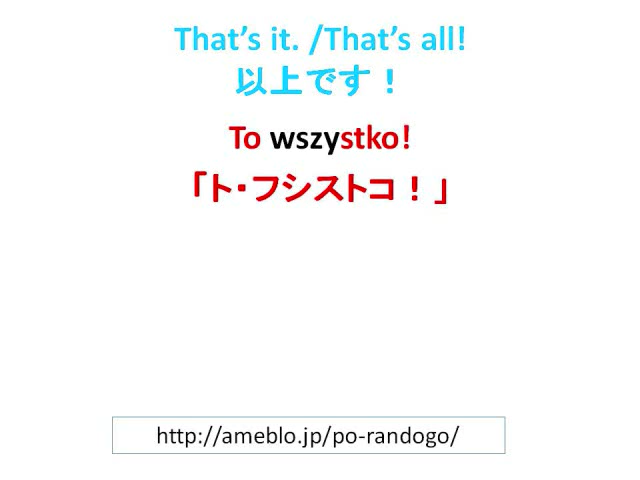 That’s it. /That’s all!
以上です！
To wszystko!
「ト・フシストコ！」
http://ameblo.jp/po-randogo/